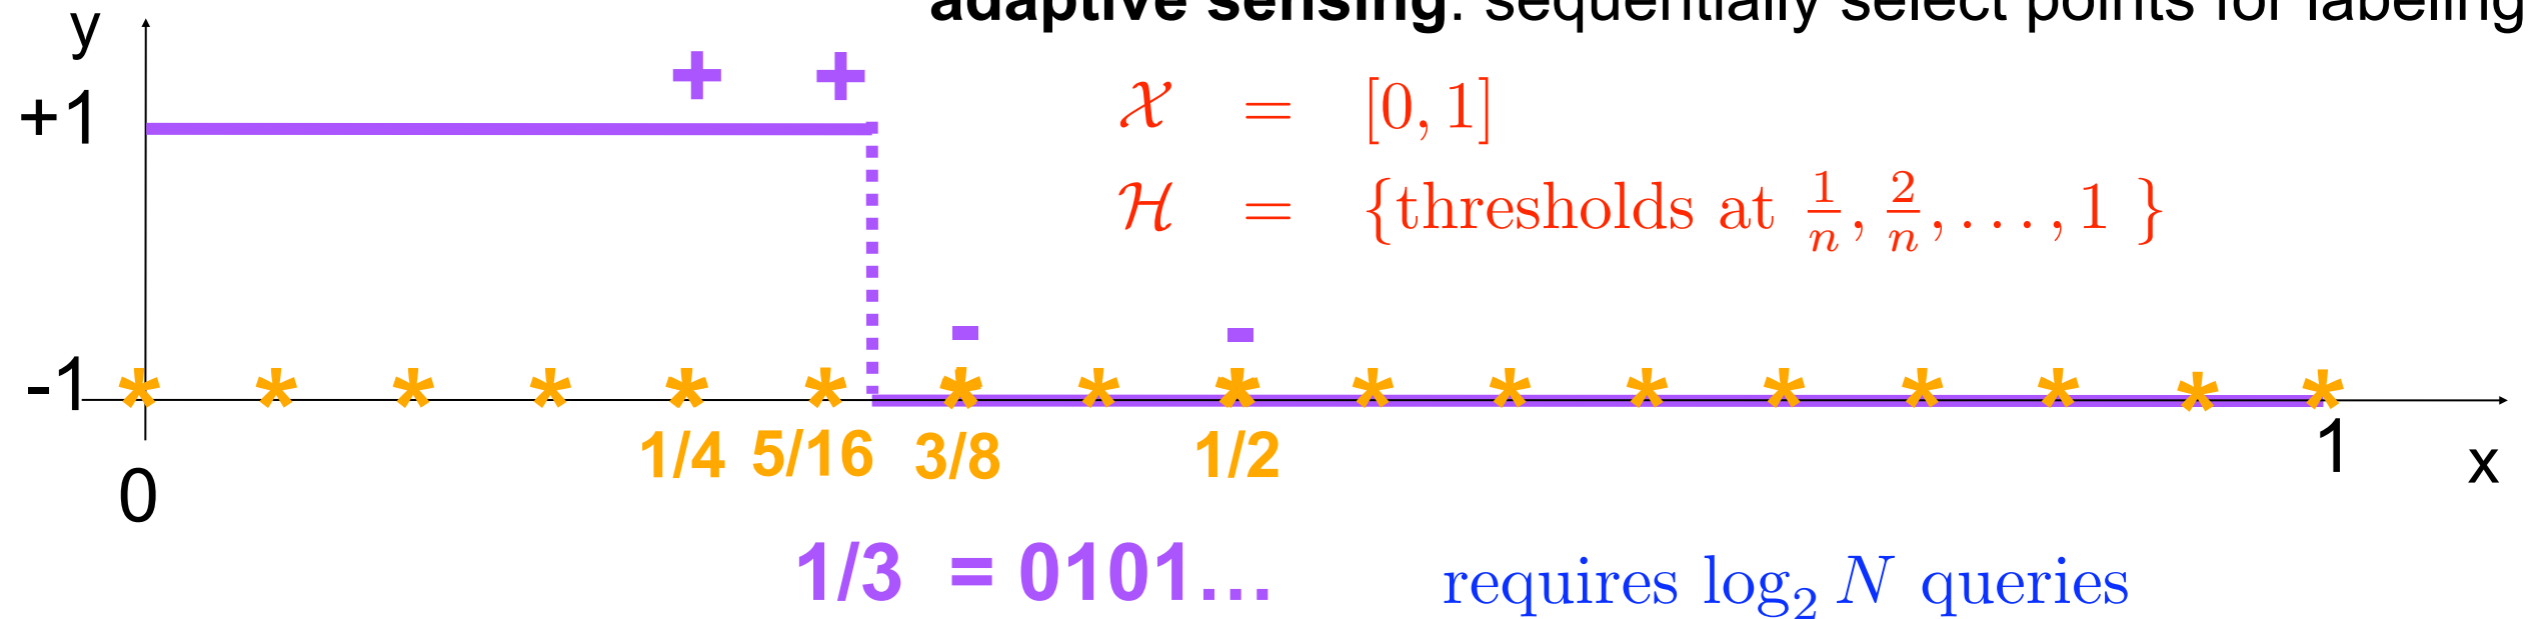 adaptive sensing: sequentially select points for labeling
y
+ +
+1
𝒳 = [0, 1]
ℋ = {thresholds at 1/n, 2/n, . . . , 1 }
- -
-1 * * * * * * * * * * * * * * * * *
1/4 5/16 3/8 1/2 1 x
0
1/3 = 0101...
requires log₂ N queries